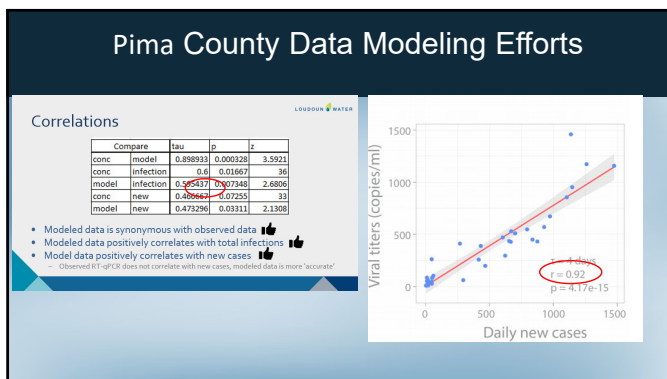 Pima County Data Modeling Efforts
LOUDOUN WATER
Correlations
Compare tau p z
conc model 0.898933 0.000328 3.5921
conc infection 0.6 0.01667 36
model infection 0.595437 0.007348 2.6806
conc new 0.466667 0.07255 33
model new 0.473296 0.03311 2.1308
• Modeled data is synonymous with observed data
• Modeled data positively correlates with total infections
• Model data positively correlates with new cases
– Observed RT-qPCR does not correlate with new cases, modeled data is more 'accurate'
Viral titers (copies/ml)
1500
1000
500
0
τ = 4 days
r = 0.92
p = 4.17e-15
0 500 1000 1500
Daily new cases